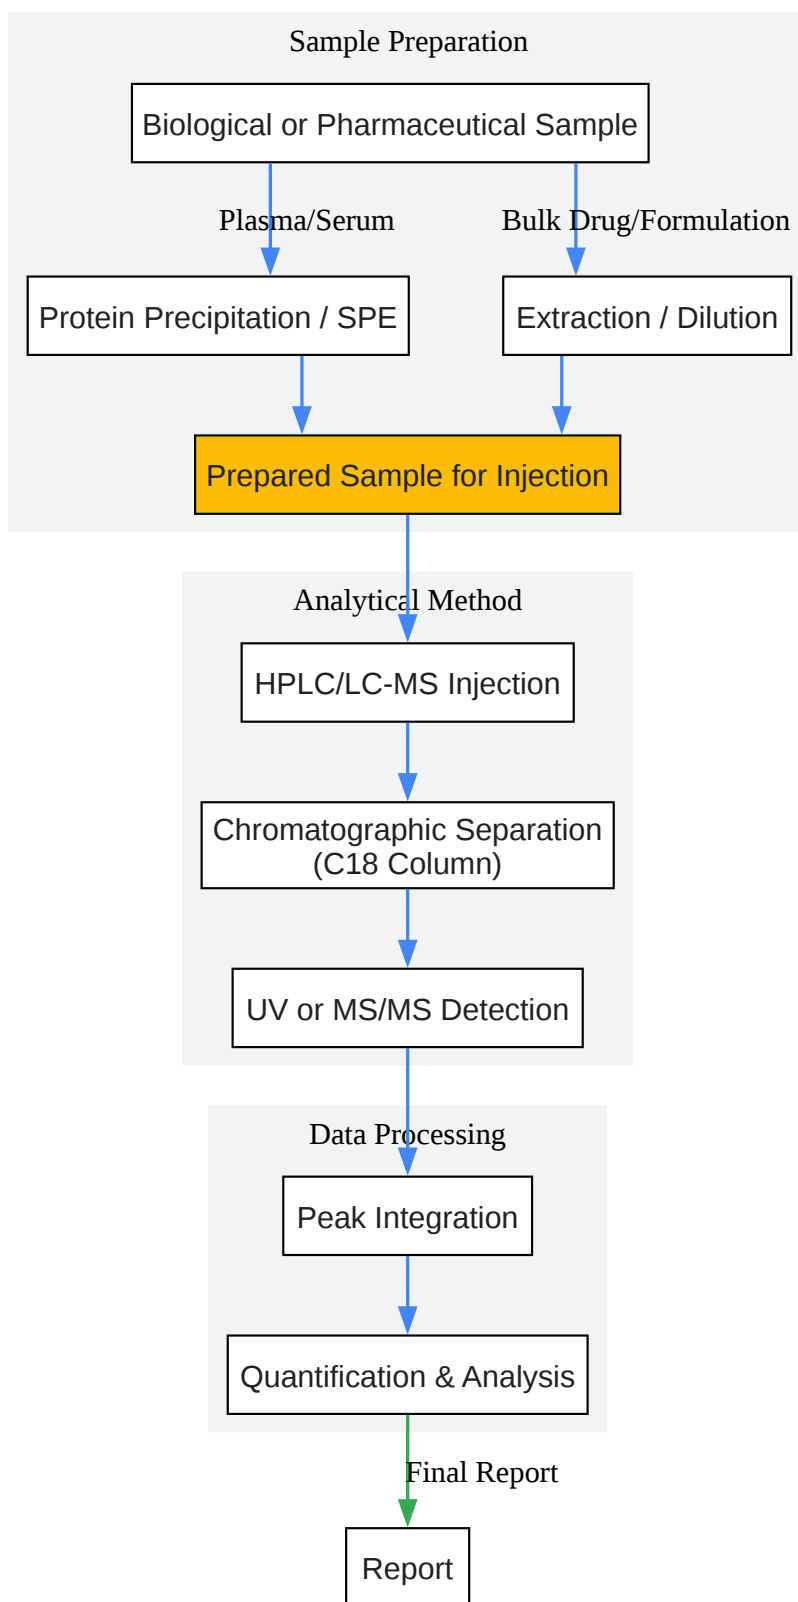 Sample Preparation
Biological or Pharmaceutical Sample
Plasma/Serum
Bulk Drug/Formulation
Protein Precipitation / SPE
Extraction / Dilution
Prepared Sample for Injection
Analytical Method
HPLC/LC-MS Injection
Chromatographic Separation
(C18 Column)
UV or MS/MS Detection
Data Processing
Peak Integration
Quantification & Analysis
Final Report
Report